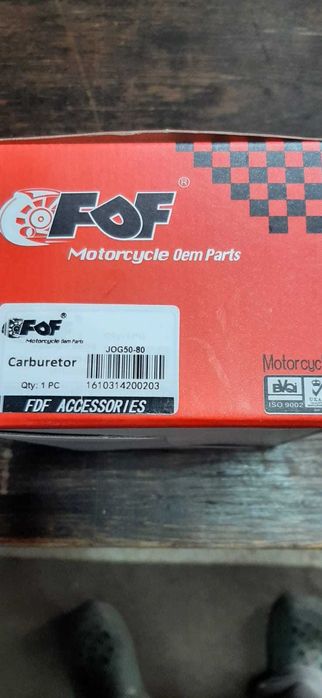 FDF ®
Motorcycle Oem Parts
FDF ®
Motorcycle Oem Parts
JOG50-80
Carburetor
Qty: 1 PC
1610314200203
FDF ACCESSORIES
Motorcyc
ISO 9002